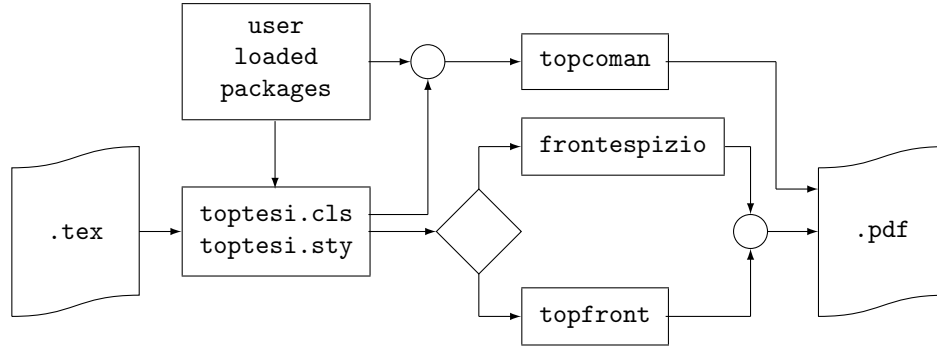 user
loaded
packages
topcoman
frontespizio
.tex
toptesi.cls
toptesi.sty
.pdf
topfront